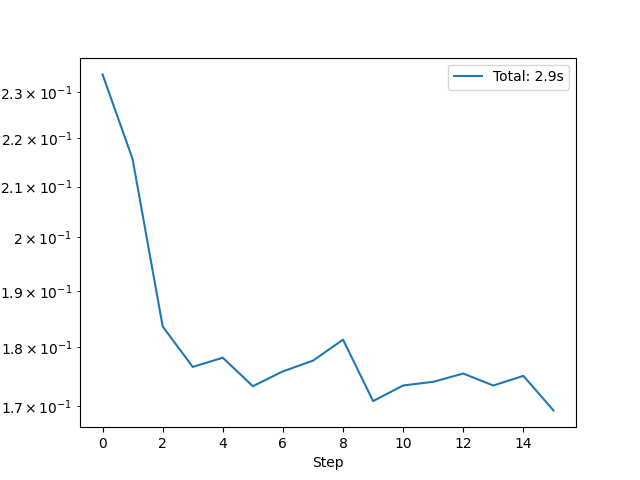 Total: 2.9s
2.3 × 10⁻¹
2.2 × 10⁻¹
2.1 × 10⁻¹
2 × 10⁻¹
1.9 × 10⁻¹
1.8 × 10⁻¹
1.7 × 10⁻¹
0 2 4 6 8 10 12 14
Step